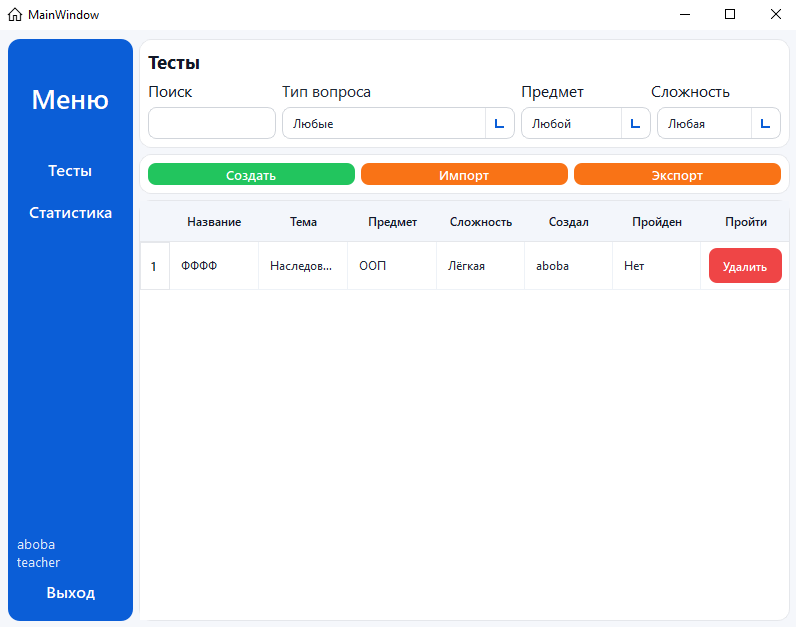 MainWindow
Меню
Тесты
Статистика
aboba
teacher
Выход
Тесты
Поиск Тип вопроса Предмет Сложность
Любые Любой Любая
Создать Импорт Экспорт
Название Тема Предмет Сложность Создал Пройден Пройти
1 ФФФФ Наследов... ООП Лёгкая aboba Нет Удалить